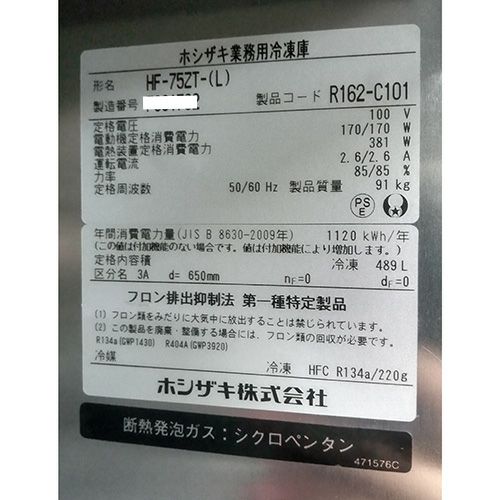 ホシザキ業務用冷凍庫
形名 HF-75ZT-(L)
製造番号
製品コード R162-C101
定格電圧 100 V
電動機定格消費電力 170/170 W
電熱装置定格消費電力 381 W
運転電流 2.6/2.6 A
力率 85/85 %
定格周波数 50/60 Hz 製品質量 91 kg
PS
E
年間消費電力量(JIS B 8630-2009年) 1120 kWh/年
(この値は付加機能のない場合です。値は付加機能により増加します。)
定格内容積 冷凍 489 L
区分名 3A d= 650mm nF=0 dF=0
フロン排出抑制法 第一種特定製品
(1) フロン類をみだりに大気中に放出することは禁じられています。
(2) この製品を廃棄・整備する場合には、フロン類の回収が必要です。
R134a(GWP1430) R404A(GWP3920)
冷媒 冷凍 HFC R134a/220g
ホシザキ株式会社
断熱発泡ガス：シクロペンタン
471576C